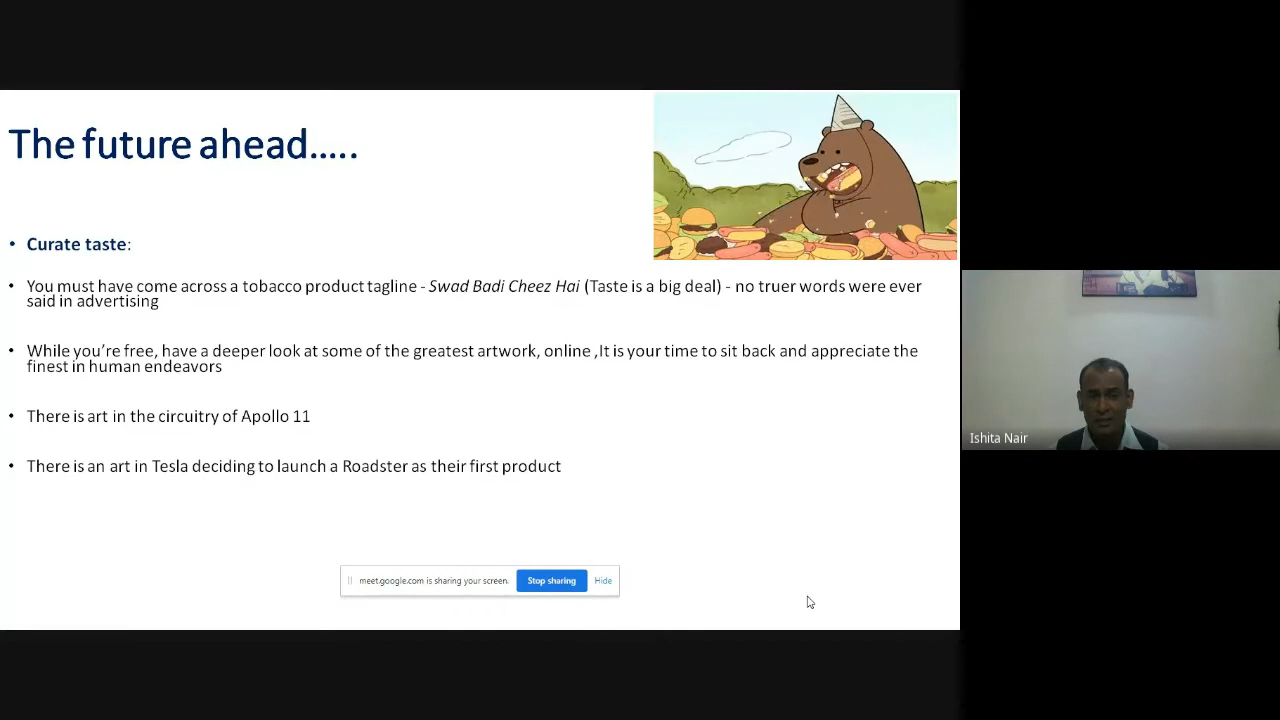 The future ahead.....
• Curate taste:
• You must have come across a tobacco product tagline - Swad Badi Cheez Hai (Taste is a big deal) - no truer words were ever
said in advertising
• While you’re free, have a deeper look at some of the greatest artwork, online ,It is your time to sit back and appreciate the
finest in human endeavors
• There is art in the circuitry of Apollo 11
• There is an art in Tesla deciding to launch a Roadster as their first product
meet.google.com is sharing your screen. Stop sharing Hide
Ishita Nair